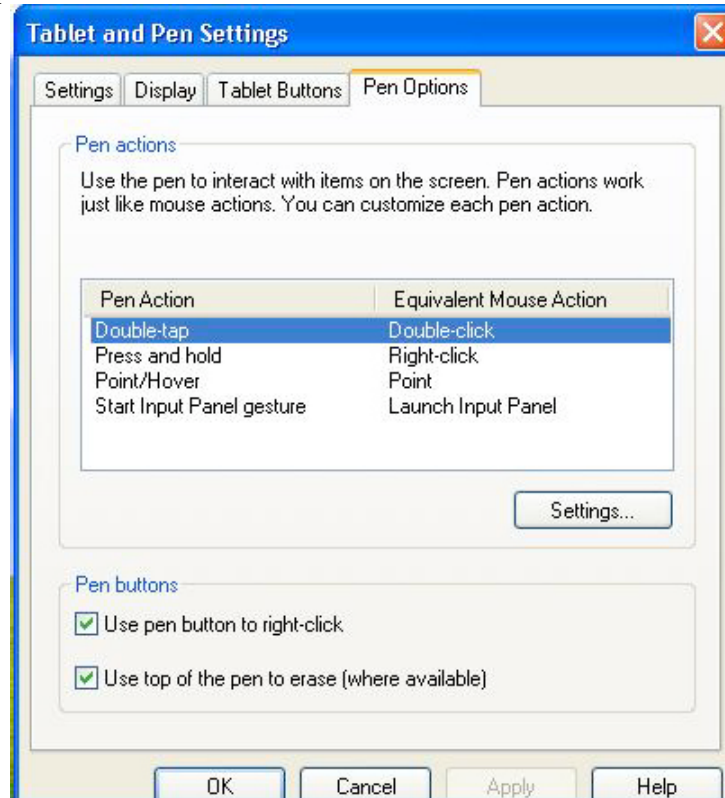 Tablet and Pen Settings
Settings Display Tablet Buttons Pen Options
Pen actions
Use the pen to interact with items on the screen. Pen actions work
just like mouse actions. You can customize each pen action.
Pen Action Equivalent Mouse Action
Double-tap Double-click
Press and hold Right-click
Point/Hover Point
Start Input Panel gesture Launch Input Panel
Settings...
Pen buttons
Use pen button to right-click
Use top of the pen to erase (where available)
OK Cancel Apply Help